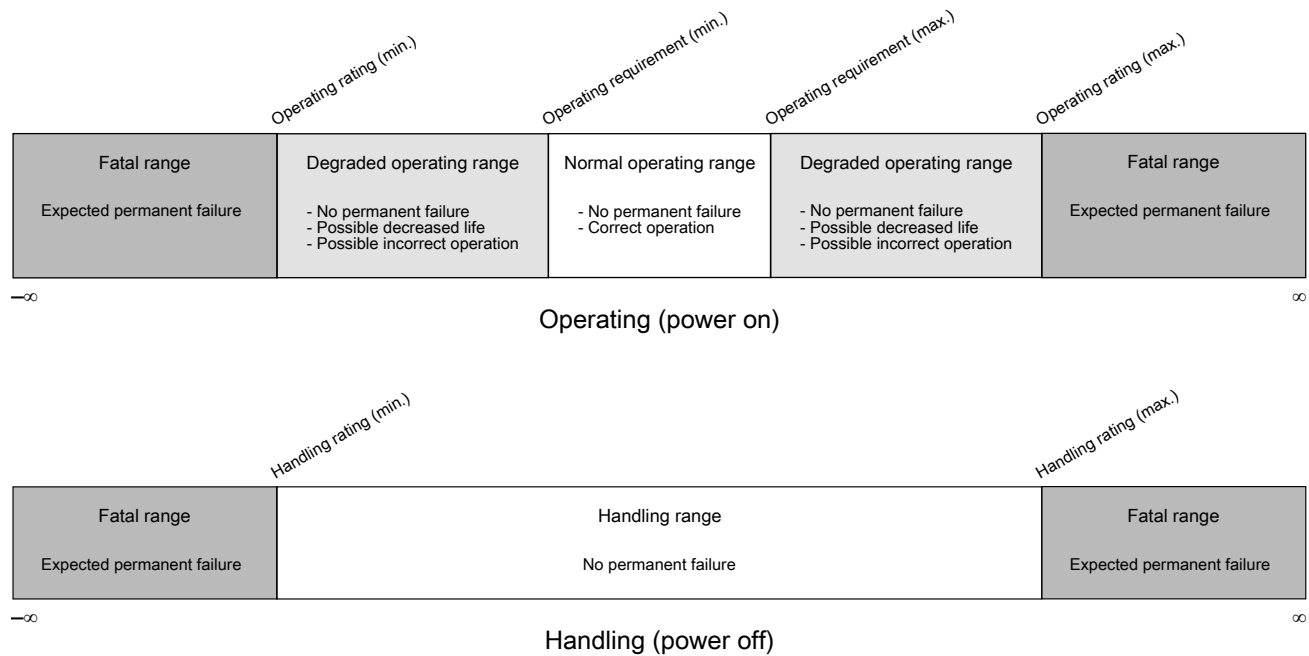 Operating rating (min.)
Operating requirement (min.)
Operating requirement (max.)
Operating rating (max.)
Fatal range
Expected permanent failure
Degraded operating range
- No permanent failure
- Possible decreased life
- Possible incorrect operation
Normal operating range
- No permanent failure
- Correct operation
Degraded operating range
- No permanent failure
- Possible decreased life
- Possible incorrect operation
Fatal range
Expected permanent failure
–∞
∞
Operating (power on)
Handling rating (min.)
Handling rating (max.)
Fatal range
Expected permanent failure
Handling range
No permanent failure
Fatal range
Expected permanent failure
–∞
∞
Handling (power off)